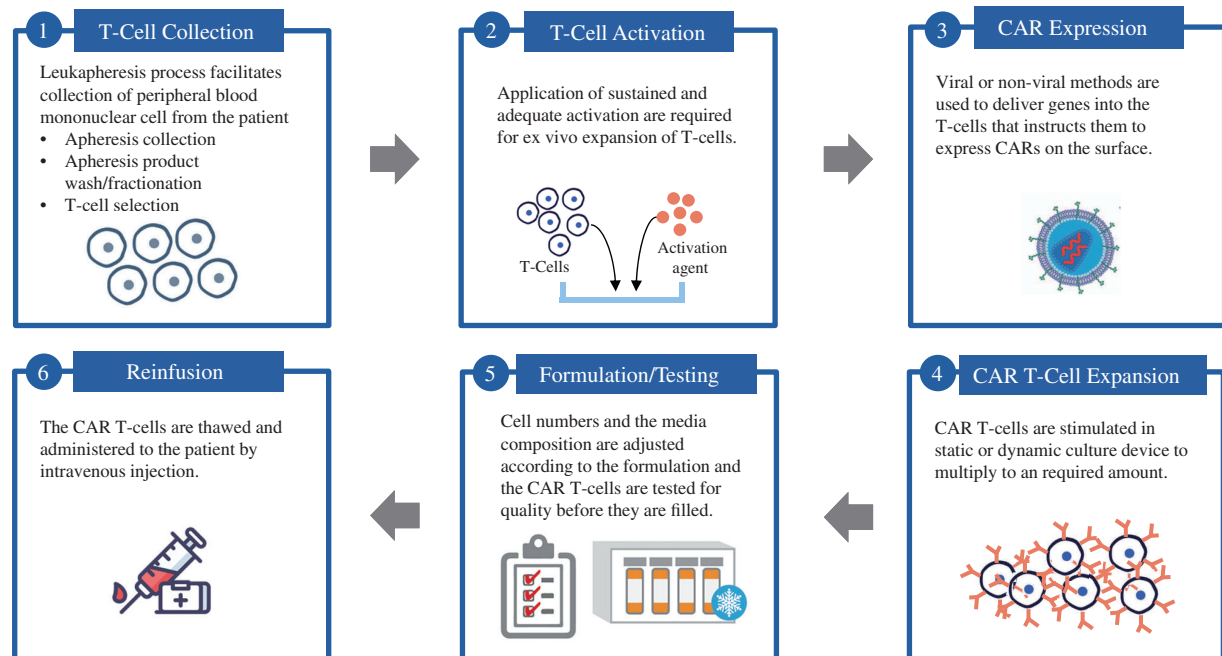 1
T-Cell Collection
Leukapheresis process facilitates
collection of peripheral blood
mononuclear cell from the patient
• Apheresis collection
• Apheresis product
wash/fractionation
• T-cell selection
2
T-Cell Activation
Application of sustained and
adequate activation are required
for ex vivo expansion of T-cells.
T-Cells
Activation
agent
3
CAR Expression
Viral or non-viral methods are
used to deliver genes into the
T-cells that instructs them to
express CARs on the surface.
4
CAR T-Cell Expansion
CAR T-cells are stimulated in
static or dynamic culture device to
multiply to an required amount.
5
Formulation/Testing
Cell numbers and the media
composition are adjusted
according to the formulation and
the CAR T-cells are tested for
quality before they are filled.
6
Reinfusion
The CAR T-cells are thawed and
administered to the patient by
intravenous injection.